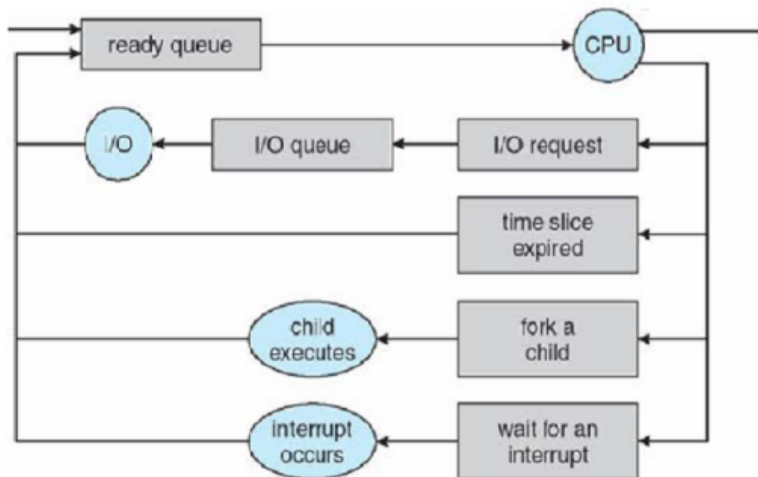 ready queue
CPU
I/O
I/O queue
I/O request
time slice
expired
child
executes
fork a
child
interrupt
occurs
wait for an
interrupt